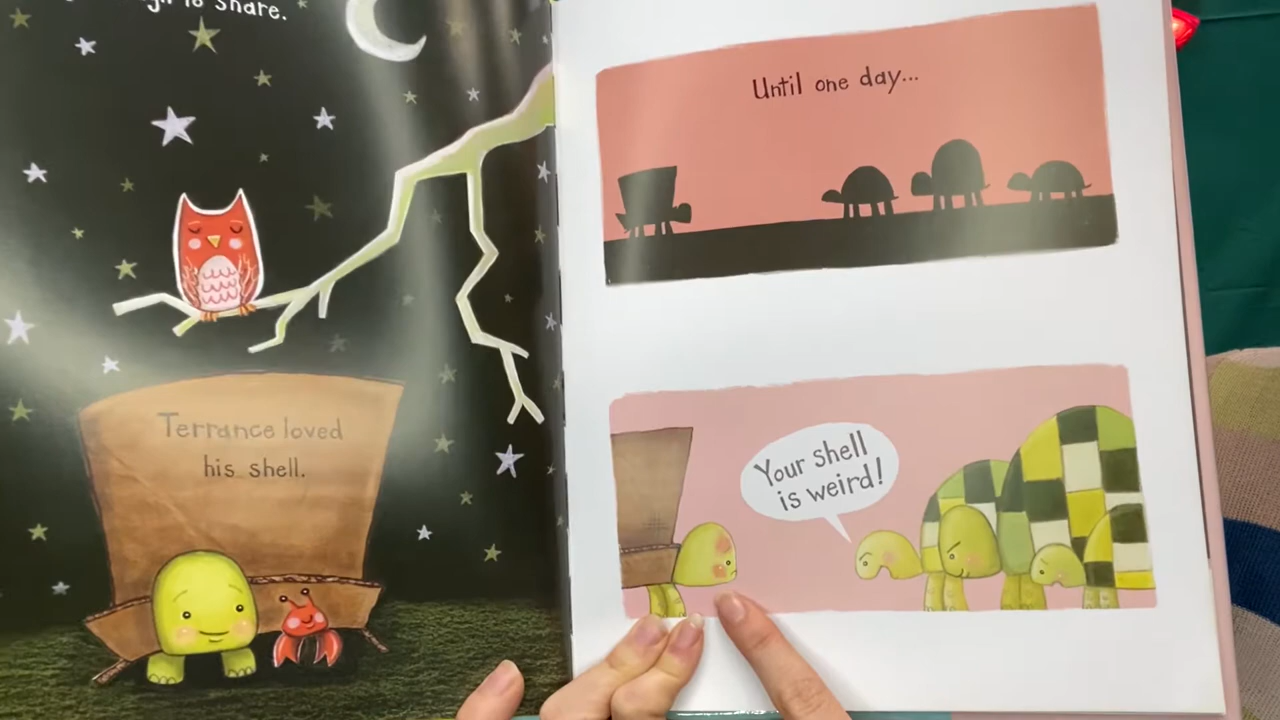 to share.
Terrance loved
his shell.
Until one day...
Your shell
is weird!